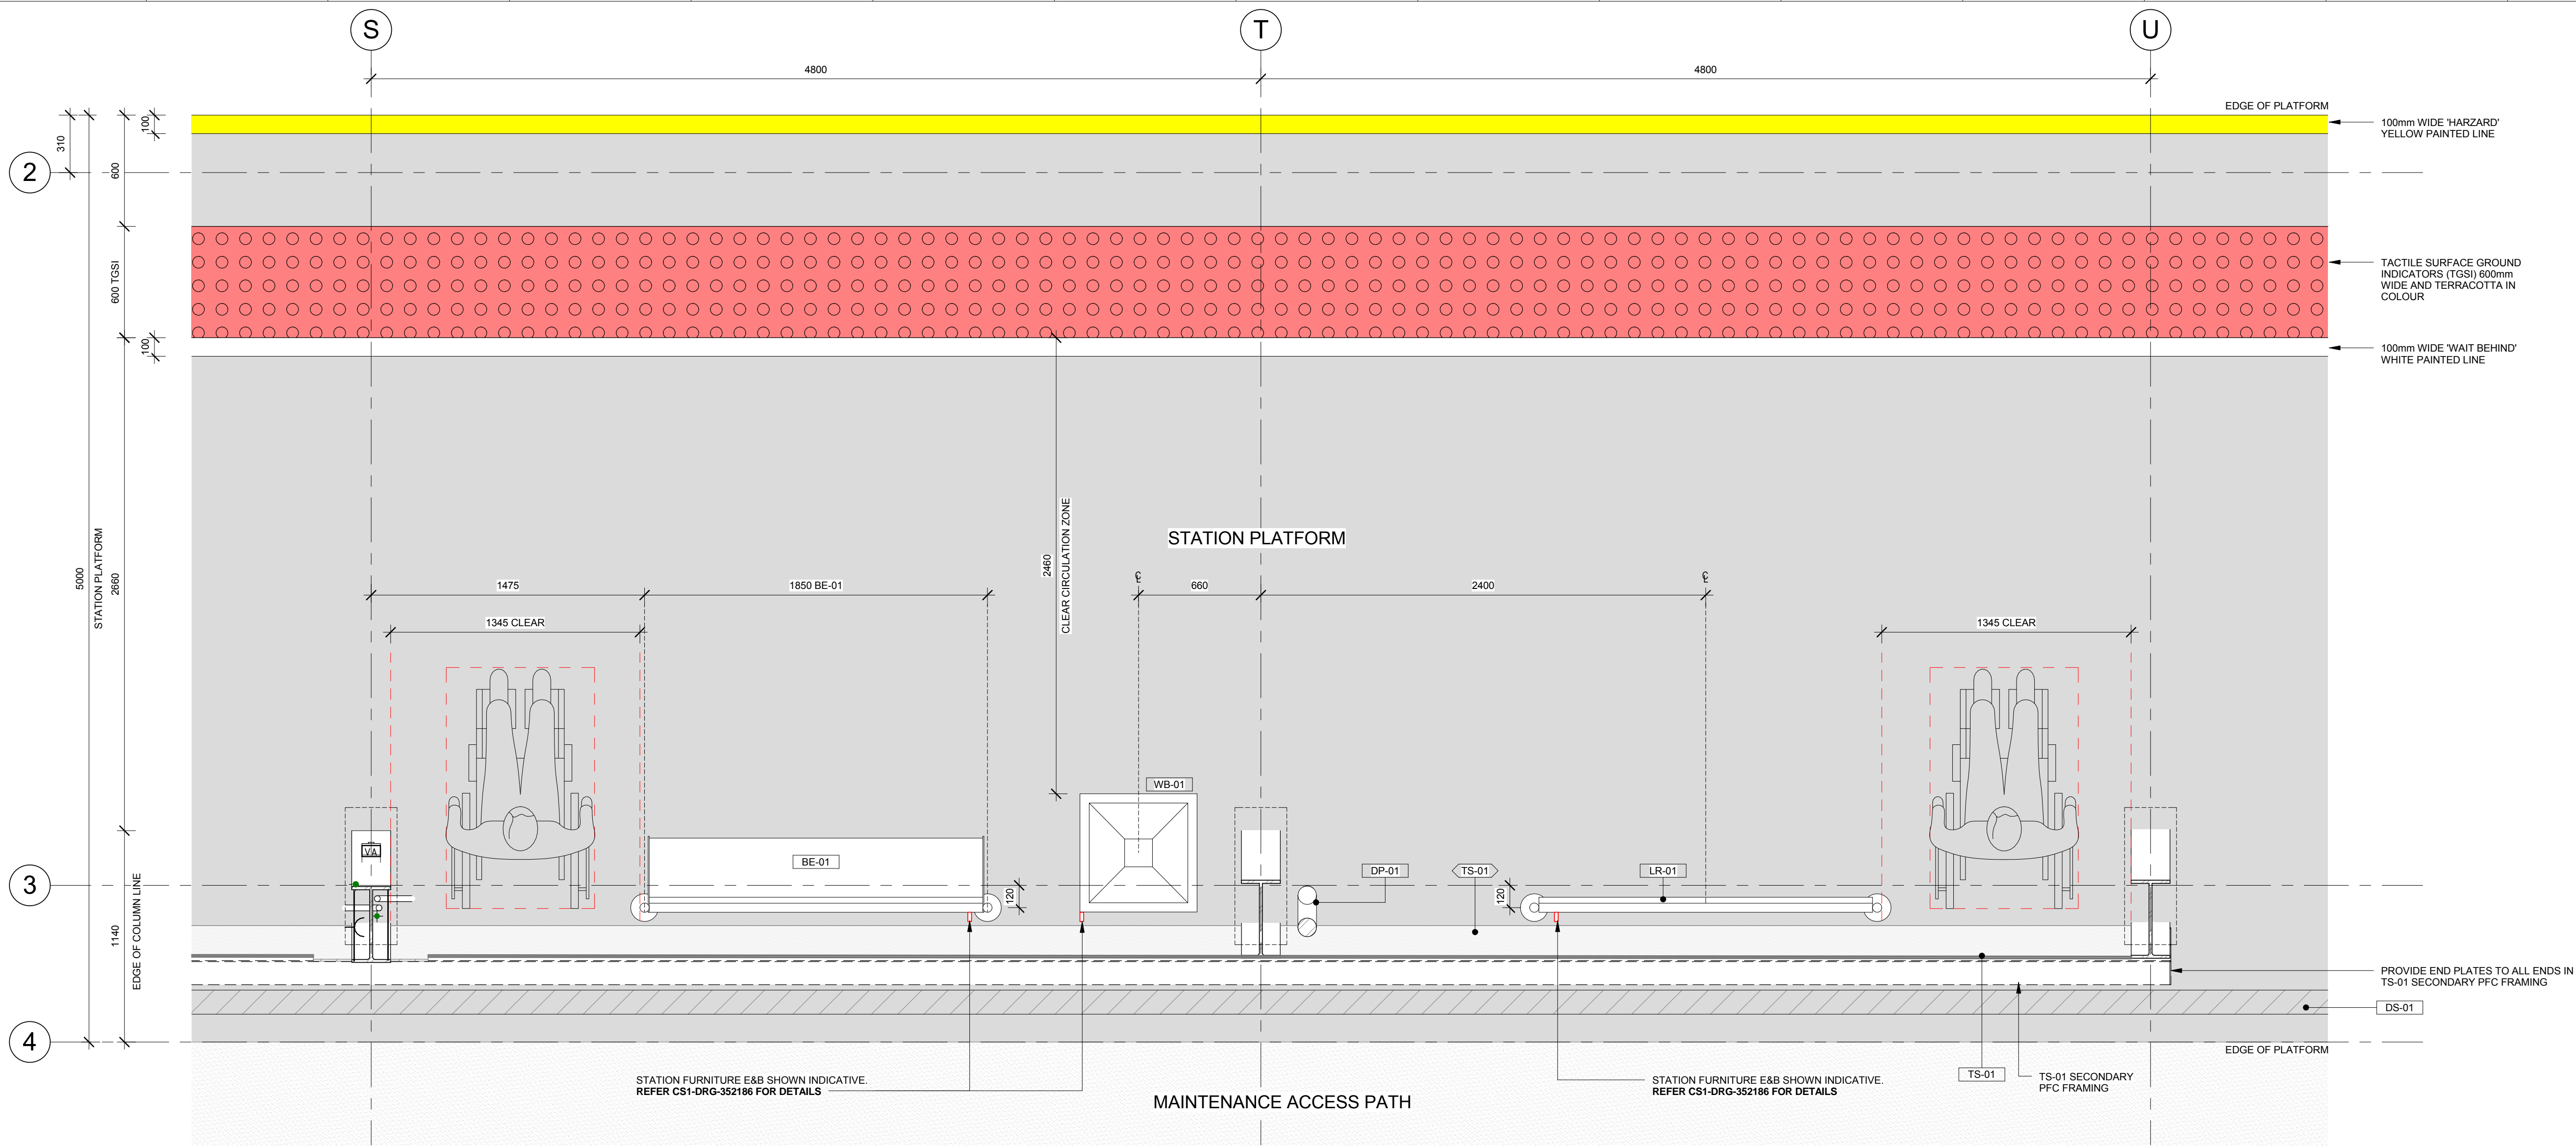 S
T
U
4800
4800
EDGE OF PLATFORM
100
100mm WIDE 'HARZARD'
YELLOW PAINTED LINE
310
2
600
600 TGSI
TACTILE SURFACE GROUND
INDICATORS (TGSI) 600mm
WIDE AND TERRACOTTA IN
COLOUR
100
100mm WIDE 'WAIT BEHIND'
WHITE PAINTED LINE
5000
STATION PLATFORM
2660
2460
CLEAR CIRCULATION ZONE
STATION PLATFORM
1475
1850 BE-01
660
2400
1345 CLEAR
1345 CLEAR
WB-01
VA
BE-01
DP-01
TS-01
LR-01
3
120
120
1140
EDGE OF COLUMN LINE
PROVIDE END PLATES TO ALL ENDS IN
TS-01 SECONDARY PFC FRAMING
DS-01
4
EDGE OF PLATFORM
STATION FURNITURE E&B SHOWN INDICATIVE.
REFER CS1-DRG-352186 FOR DETAILS
STATION FURNITURE E&B SHOWN INDICATIVE.
REFER CS1-DRG-352186 FOR DETAILS
TS-01
TS-01 SECONDARY
PFC FRAMING
MAINTENANCE ACCESS PATH